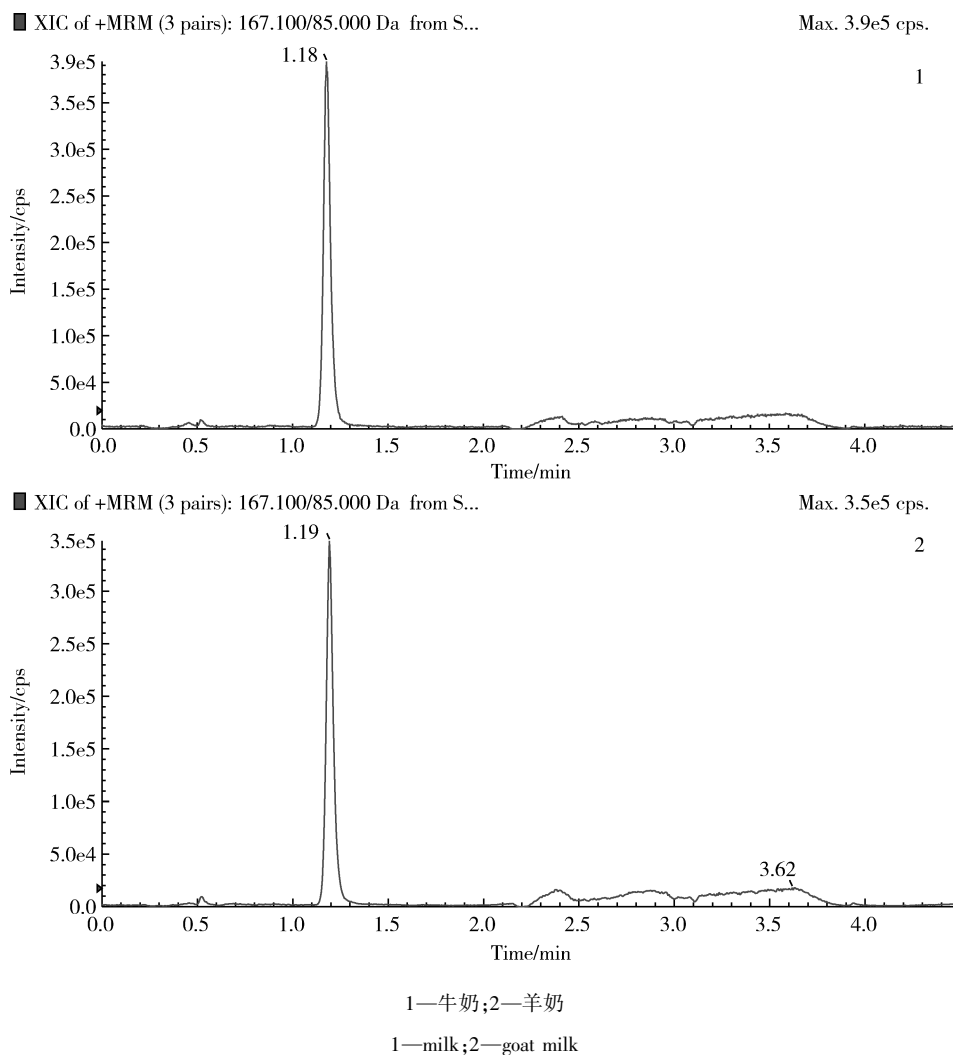 XIC of +MRM (3 pairs): 167.100/85.000 Da from S... Max. 3.9e5 cps.
1.18
1
3.9e5
3.5e5
3.0e5
2.5e5
2.0e5
1.5e5
1.0e5
5.0e4
0.0
Intensity/cps
0.0 0.5 1.0 1.5 2.0 2.5 3.0 3.5 4.0
Time/min
XIC of +MRM (3 pairs): 167.100/85.000 Da from S... Max. 3.5e5 cps.
1.19
2
3.5e5
3.0e5
2.5e5
2.0e5
1.5e5
1.0e5
5.0e4
0.0
Intensity/cps
3.62
0.0 0.5 1.0 1.5 2.0 2.5 3.0 3.5 4.0
Time/min
1—牛奶;2—羊奶
1—milk;2—goat milk